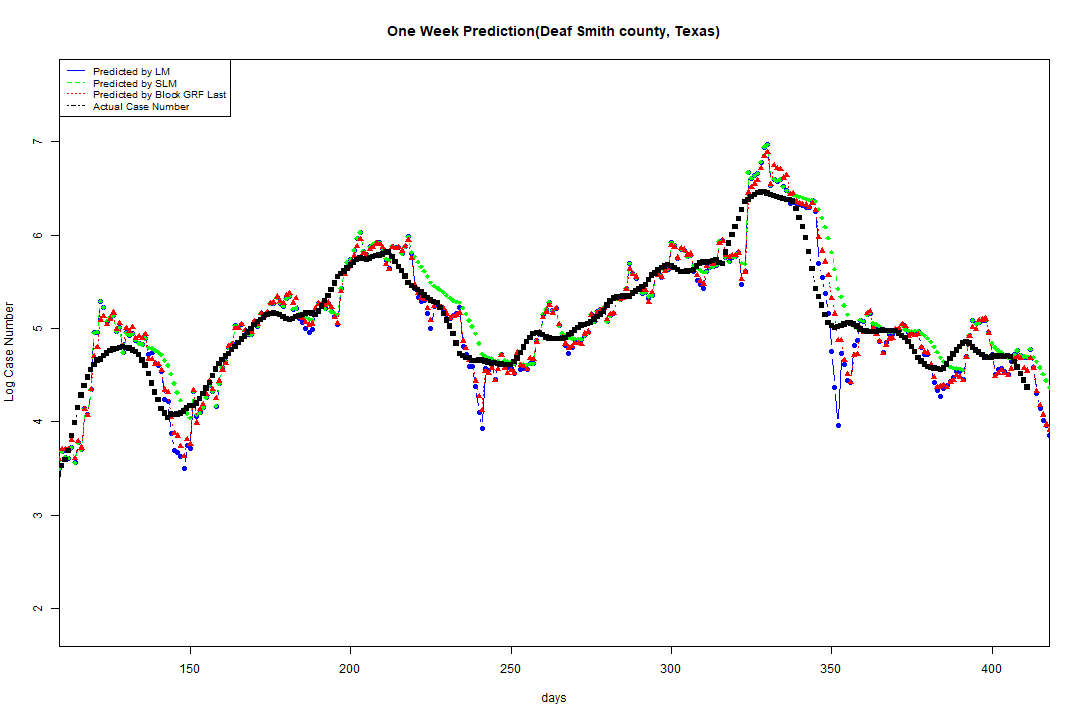 One Week Prediction(Deaf Smith county, Texas)
Predicted by LM
Predicted by SLM
Predicted by Block GRF Last
Actual Case Number
Log Case Number
7
6
5
4
3
2
150 200 250 300 350 400
days